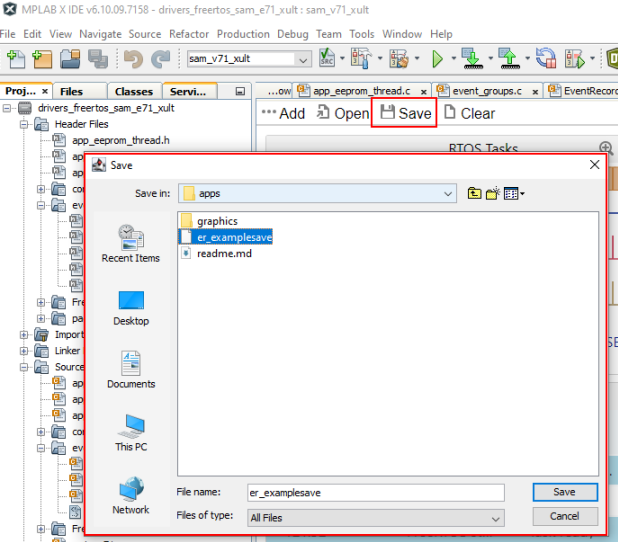 MPLAB X IDE v6.10.09.7158 - drivers_freertos_sam_e71_xult : sam_v71_xult
File Edit View Navigate Source Refactor Production Debug Team Tools Window Help
sam_v71_xult
SRC
Proj... × Files Classes Servi...
...ow app_eeprom_thread.c × event_groups.c × EventRecor
drivers_freertos_sam_e71_xult
Add Open Save Clear
Header Files
app_eeprom_thread.h
RTOS Tasks
ap
ap
co
ev
Fre
pa
Import
Linker
Source
ap
ap
ap
co
ev
Fre
Save
Save in: apps
graphics
er_examplesave
readme.md
Recent Items
Desktop
Documents
This PC
Network
File name: er_examplesave Save
Files of type: All Files Cancel